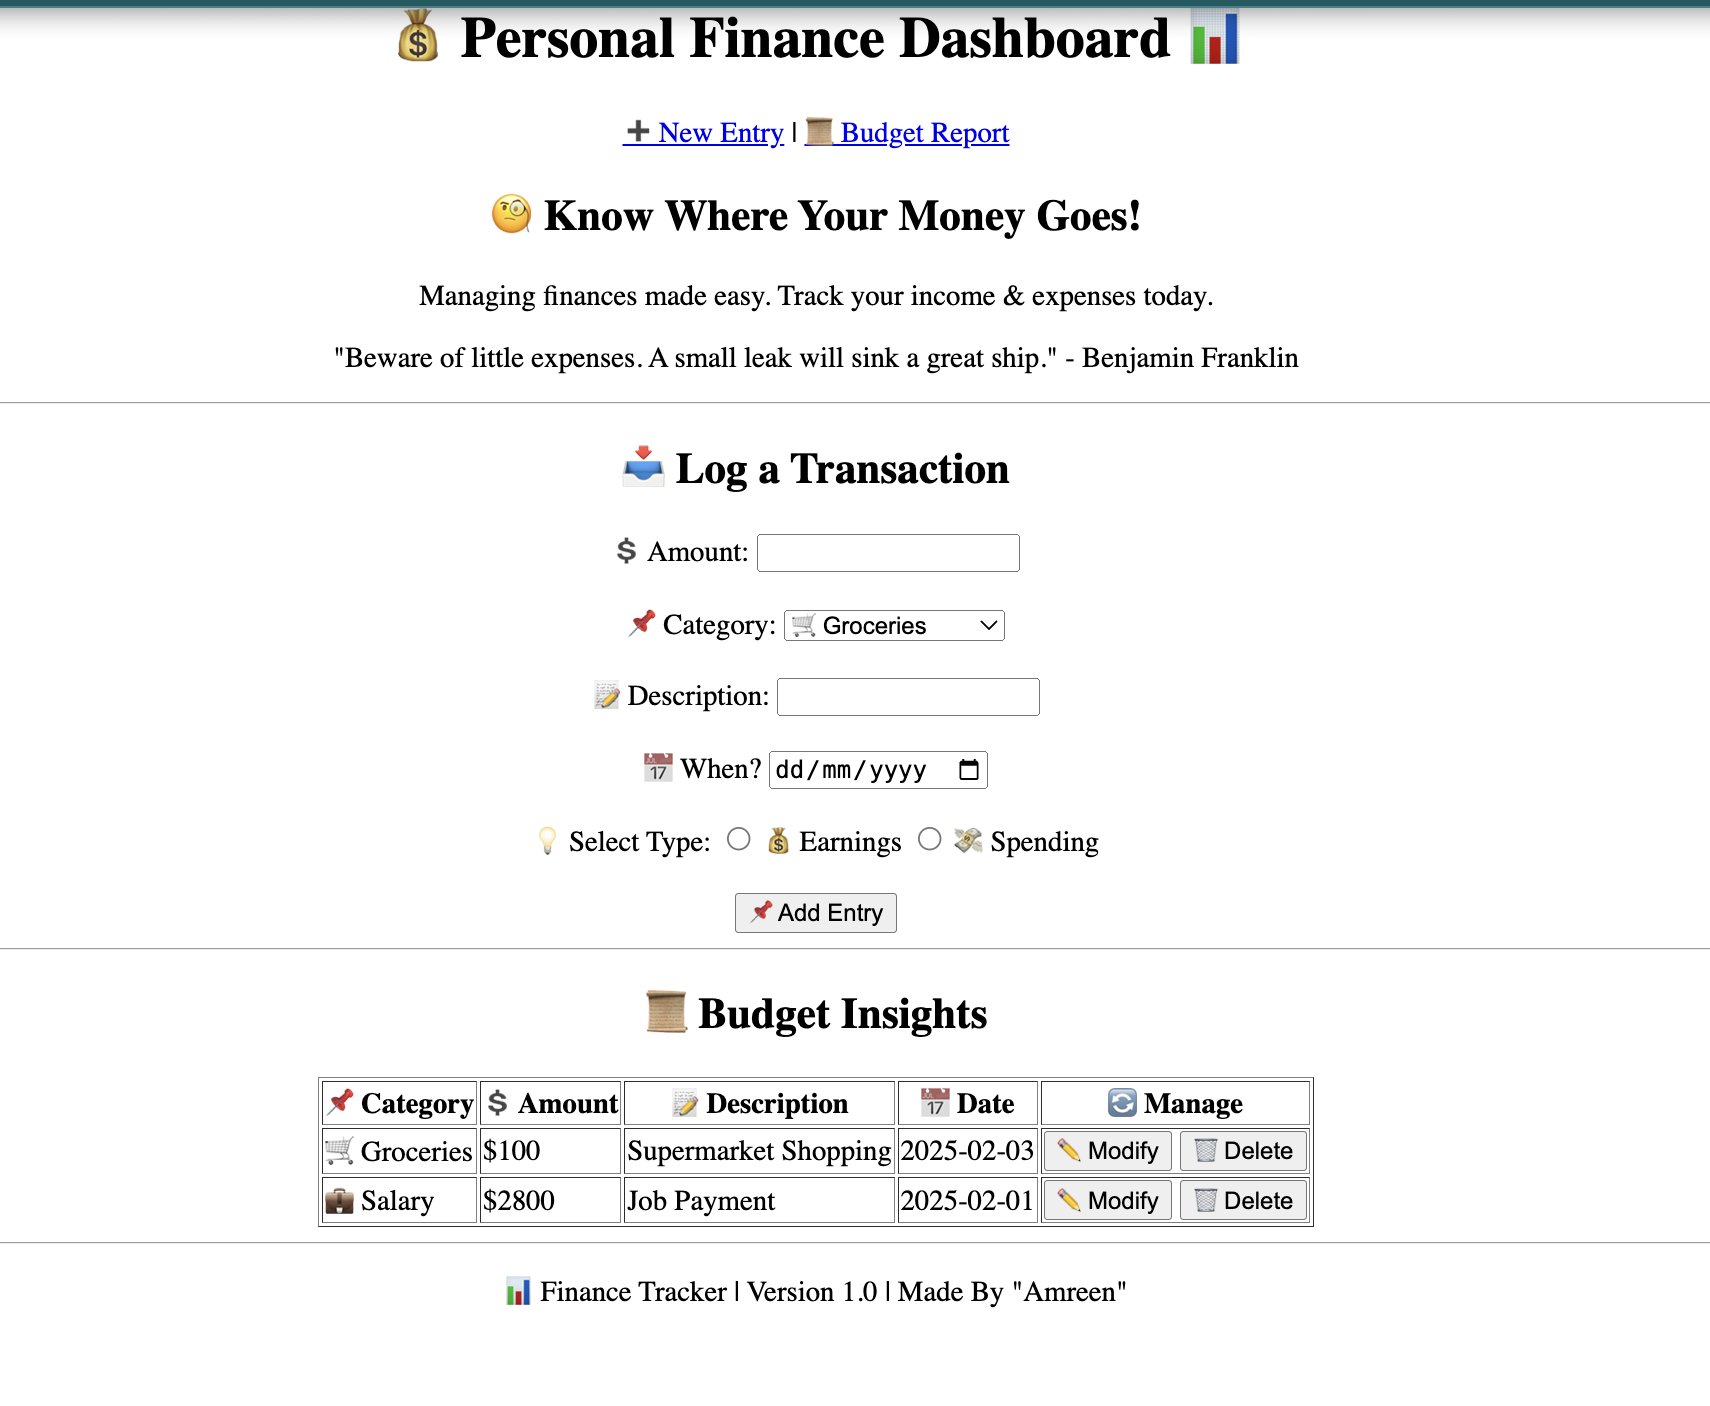 💰 Personal Finance Dashboard 📊
➕ New Entry | 📜 Budget Report
🧐 Know Where Your Money Goes!
Managing finances made easy. Track your income & expenses today.
"Beware of little expenses. A small leak will sink a great ship." - Benjamin Franklin
📥 Log a Transaction
💲 Amount:
📌 Category: 🛒 Groceries
📝 Description:
📅 When? dd/mm/yyyy
💡 Select Type: 💰 Earnings 💸 Spending
📌 Add Entry
📜 Budget Insights
📌 Category 💲 Amount 📝 Description 📅 Date 🔄 Manage
🛒 Groceries $100 Supermarket Shopping 2025-02-03 ✏️ Modify 🗑️ Delete
💼 Salary $2800 Job Payment 2025-02-01 ✏️ Modify 🗑️ Delete
📊 Finance Tracker | Version 1.0 | Made By "Amreen"